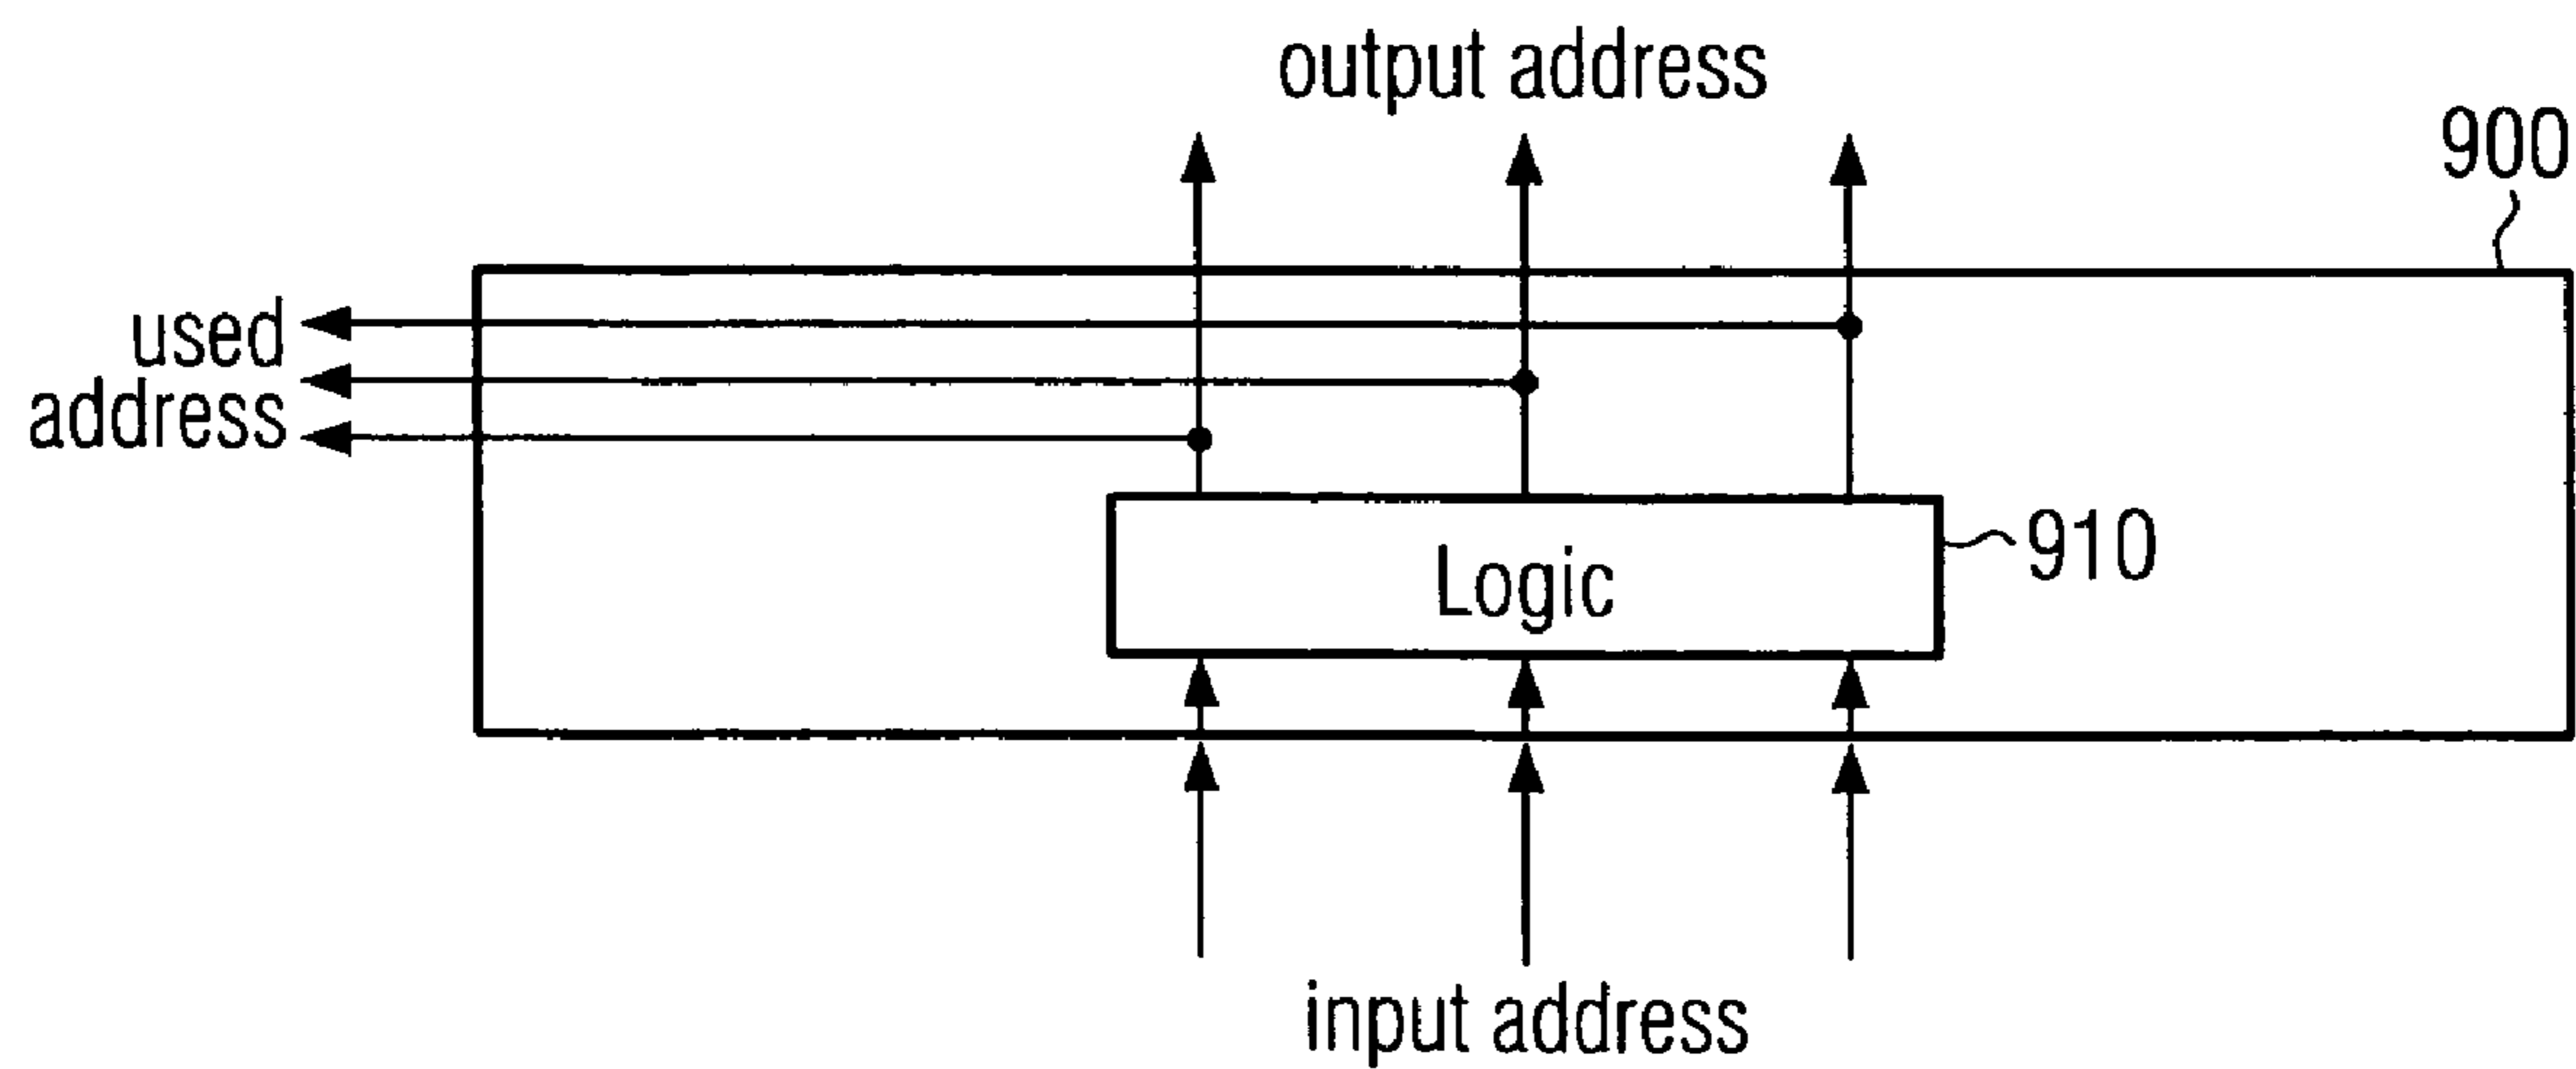 output address
900
used
address
910
Logic
input address